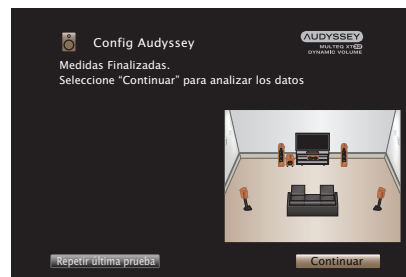 Config Audyssey
AUDYSSEY
MULTEQ XT32
DYNAMIC VOLUME
Medidas Finalizadas.
Seleccione “Continuar” para analizar los datos
Repetir última prueba
Continuar